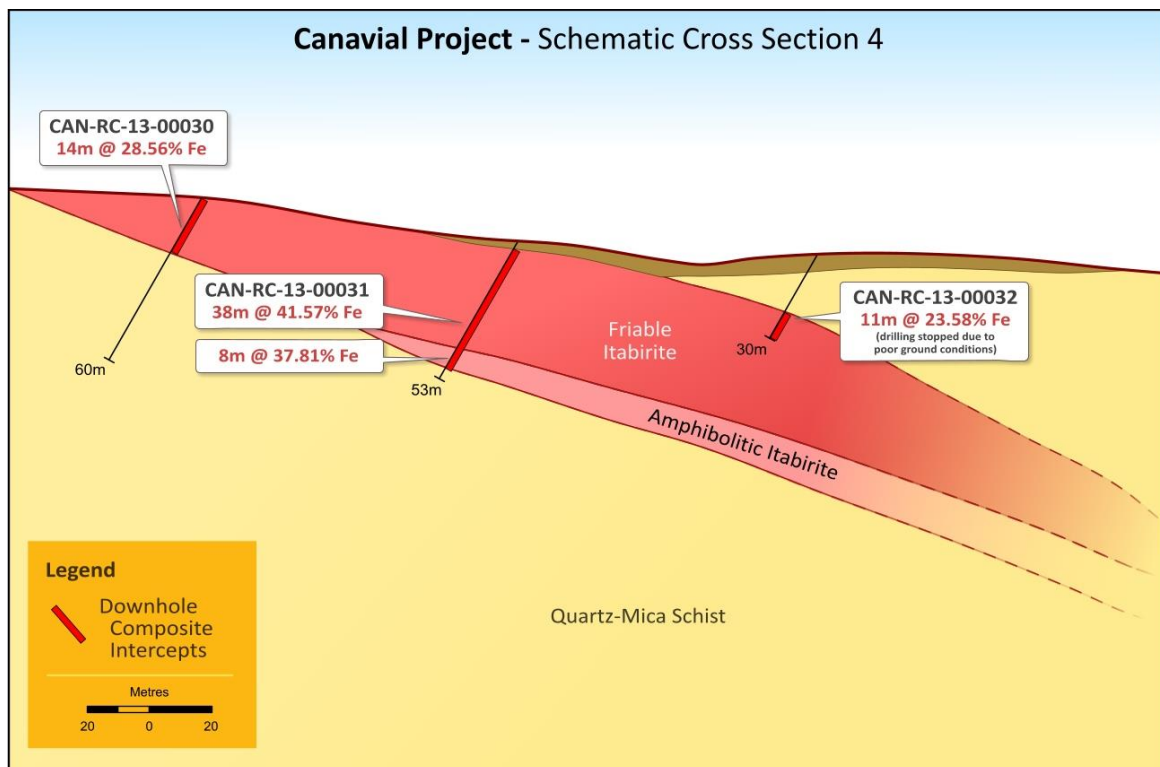 Canavial Project - Schematic Cross Section 4
CAN-RC-13-00030
14m @ 28.56% Fe
CAN-RC-13-00031
38m @ 41.57% Fe
8m @ 37.81% Fe
CAN-RC-13-00032
11m @ 23.58% Fe
(drilling stopped due to
poor ground conditions)
Friable
Itabirite
30m
60m
53m
Amphibolitic Itabirite
Quartz-Mica Schist
Legend
Downhole
Composite
Intercepts
Metres
20 0 20